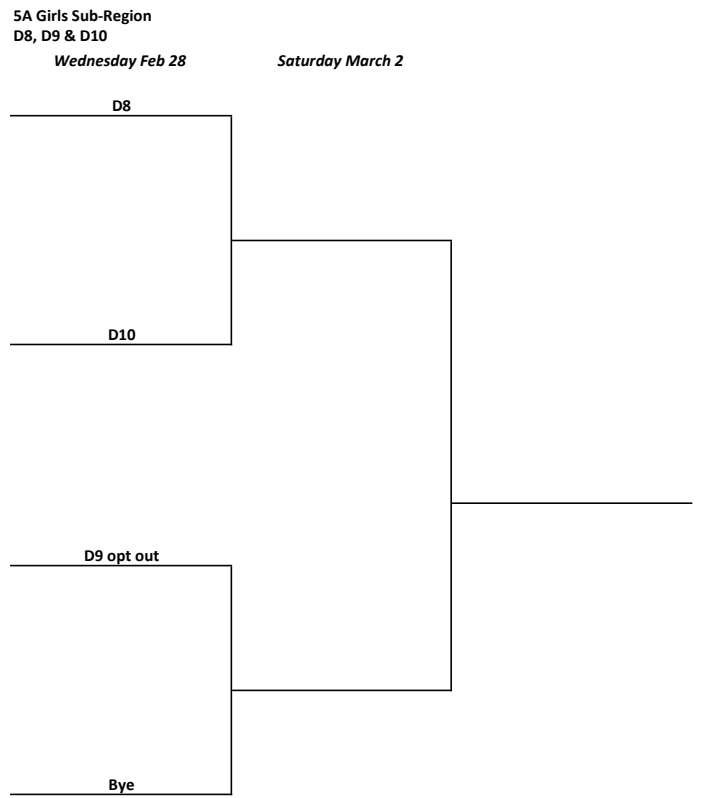 5A Girls Sub-Region
D8, D9 & D10
Wednesday Feb 28
Saturday March 2
D8
D10
D9 opt out
Bye